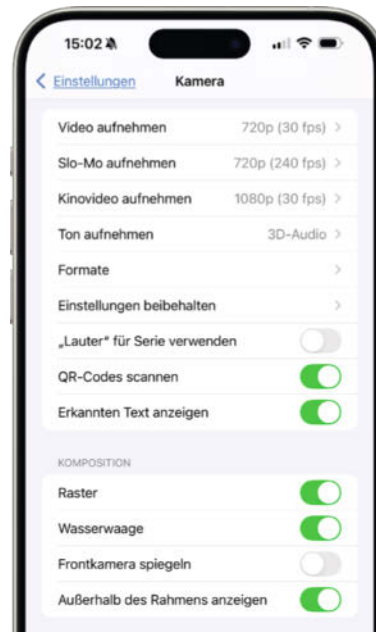 15:02
Einstellungen
Kamera
Video aufnehmen 720p (30 fps)
Slo-Mo aufnehmen 720p (240 fps)
Kinovideo aufnehmen 1080p (30 fps)
Ton aufnehmen 3D-Audio
Formate
Einstellungen beibehalten
„Lauter“ für Serie verwenden
QR-Codes scannen
Erkannten Text anzeigen
KOMPOSITION
Raster
Wasserwaage
Frontkamera spiegeln
Außerhalb des Rahmens anzeigen